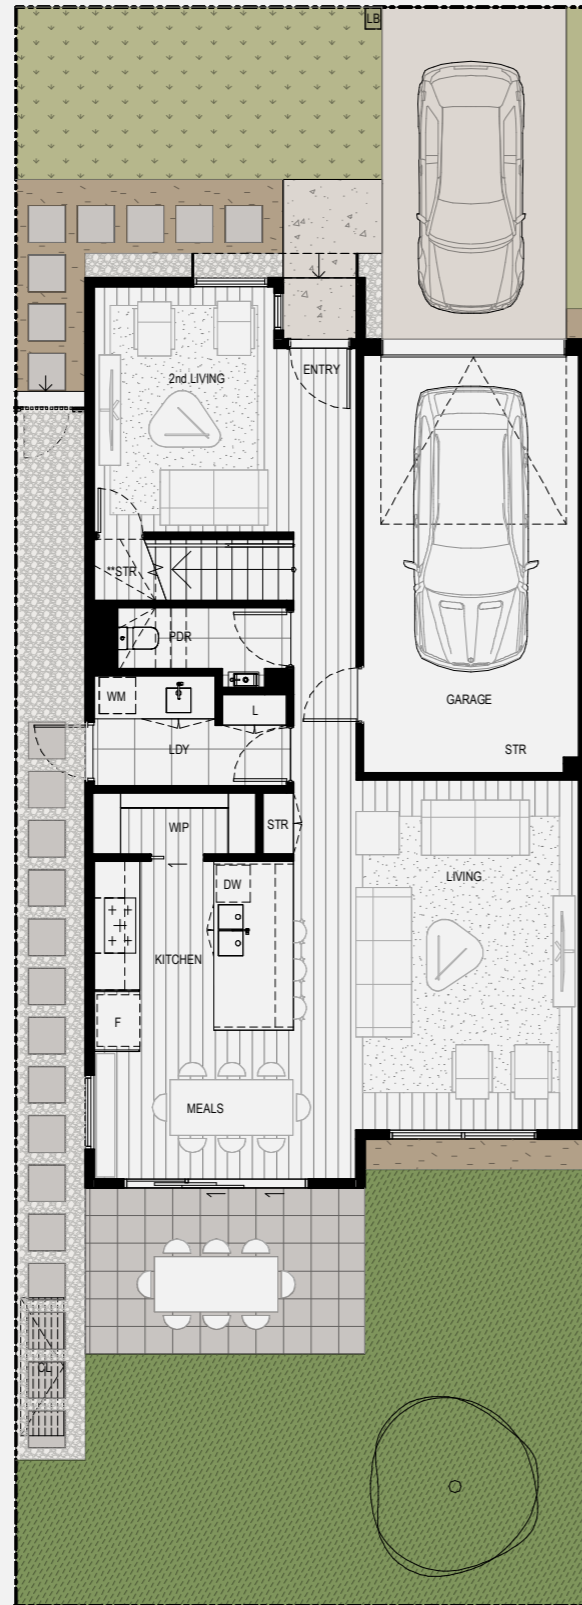 LB
2nd LIVING
ENTRY
**STR
PDR
WM
L
GARAGE
LDY
STR
WIP
STR
DW
LIVING
KITCHEN
F
MEALS
CL